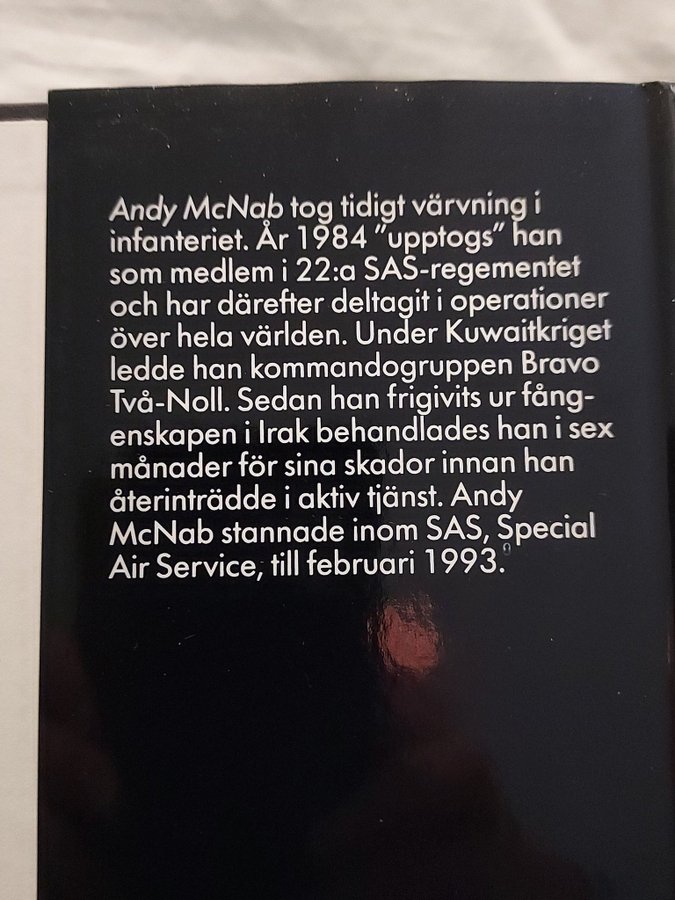 Andy McNab tog tidigt värvning i
infanteriet. År 1984 ”upptogs” han
som medlem i 22:a SAS-regementet
och har därefter deltagit i operationer
över hela världen. Under Kuwaitkriget
ledde han kommandogruppen Bravo
Två-Noll. Sedan han frigivits ur fång-
enskapen i Irak behandlades han i sex
månader för sina skador innan han
återinträdde i aktiv tjänst. Andy
McNab stannade inom SAS, Special
Air Service, till februari 1993.